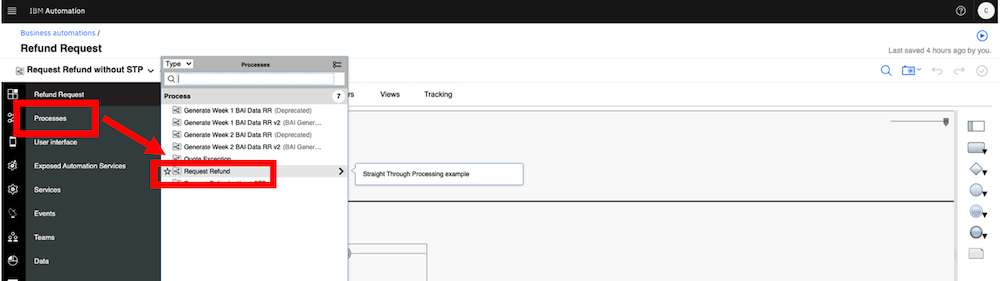 IBM Automation
C
Business automations /
Refund Request
Last saved 4 hours ago by you.
Request Refund without STP
Type
Processes
Refund Request
Views
Tracking
Process
7
Processes
Generate Week 1 BAI Data RR (Deprecated)
Generate Week 1 BAI Data RR v2 (BAI Gener....
Generate Week 2 BAI Data RR (Deprecated)
User interface
Generate Week 2 BAI Data RR v2 (BAI Gener....
Quote Exception
Exposed Automation Services
Request Refund
Straight Through Processing example
Services
Events
Teams
Data